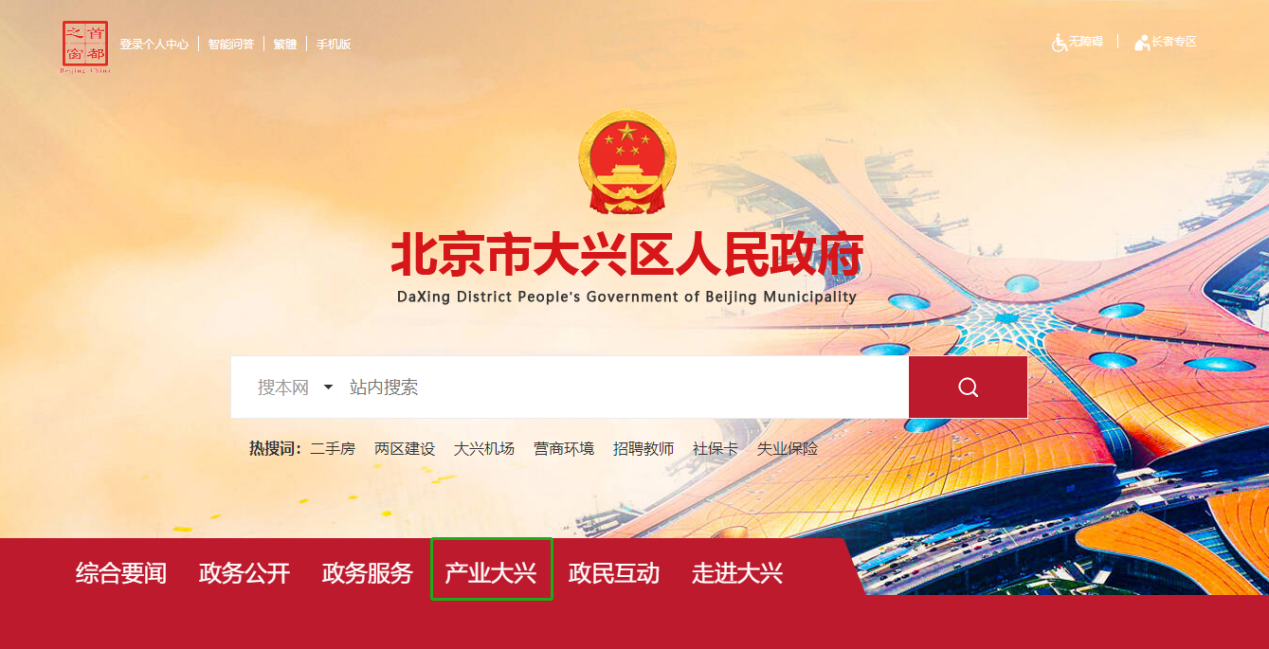 首都之窗
Beijing-China
登录个人中心 智能问答 繁體 手机版
无障碍 长者专区
北京市大兴区人民政府
DaXing District People's Government of Beijing Municipality
搜本网 站内搜索
热搜词： 二手房 两区建设 大兴机场 营商环境 招聘教师 社保卡 失业保险
综合要闻 政务公开 政务服务 产业大兴 政民互动 走进大兴